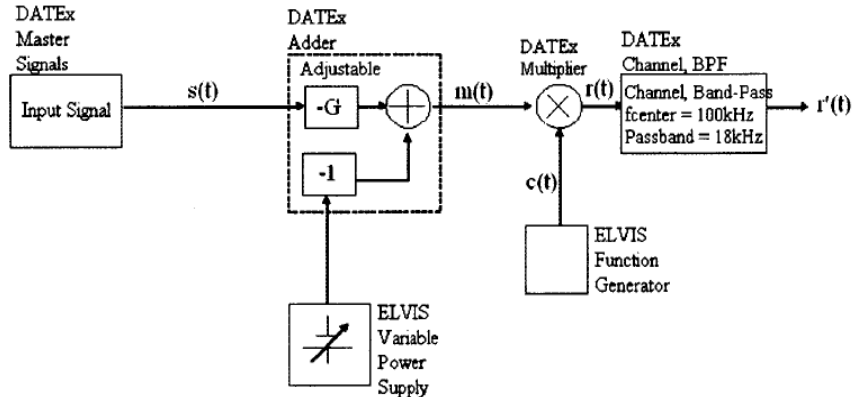 DATEx
Master
Signals
Input Signal
s(t)
DATEx
Adder
Adjustable
-G
-1
m(t)
DATEx
Multiplier
r(t)
c(t)
DATEx
Channel, BPF
Channel, Band-Pass
fcenter = 100kHz
Passband = 18kHz
r'(t)
ELVIS
Function
Generator
ELVIS
Variable
Power
Supply